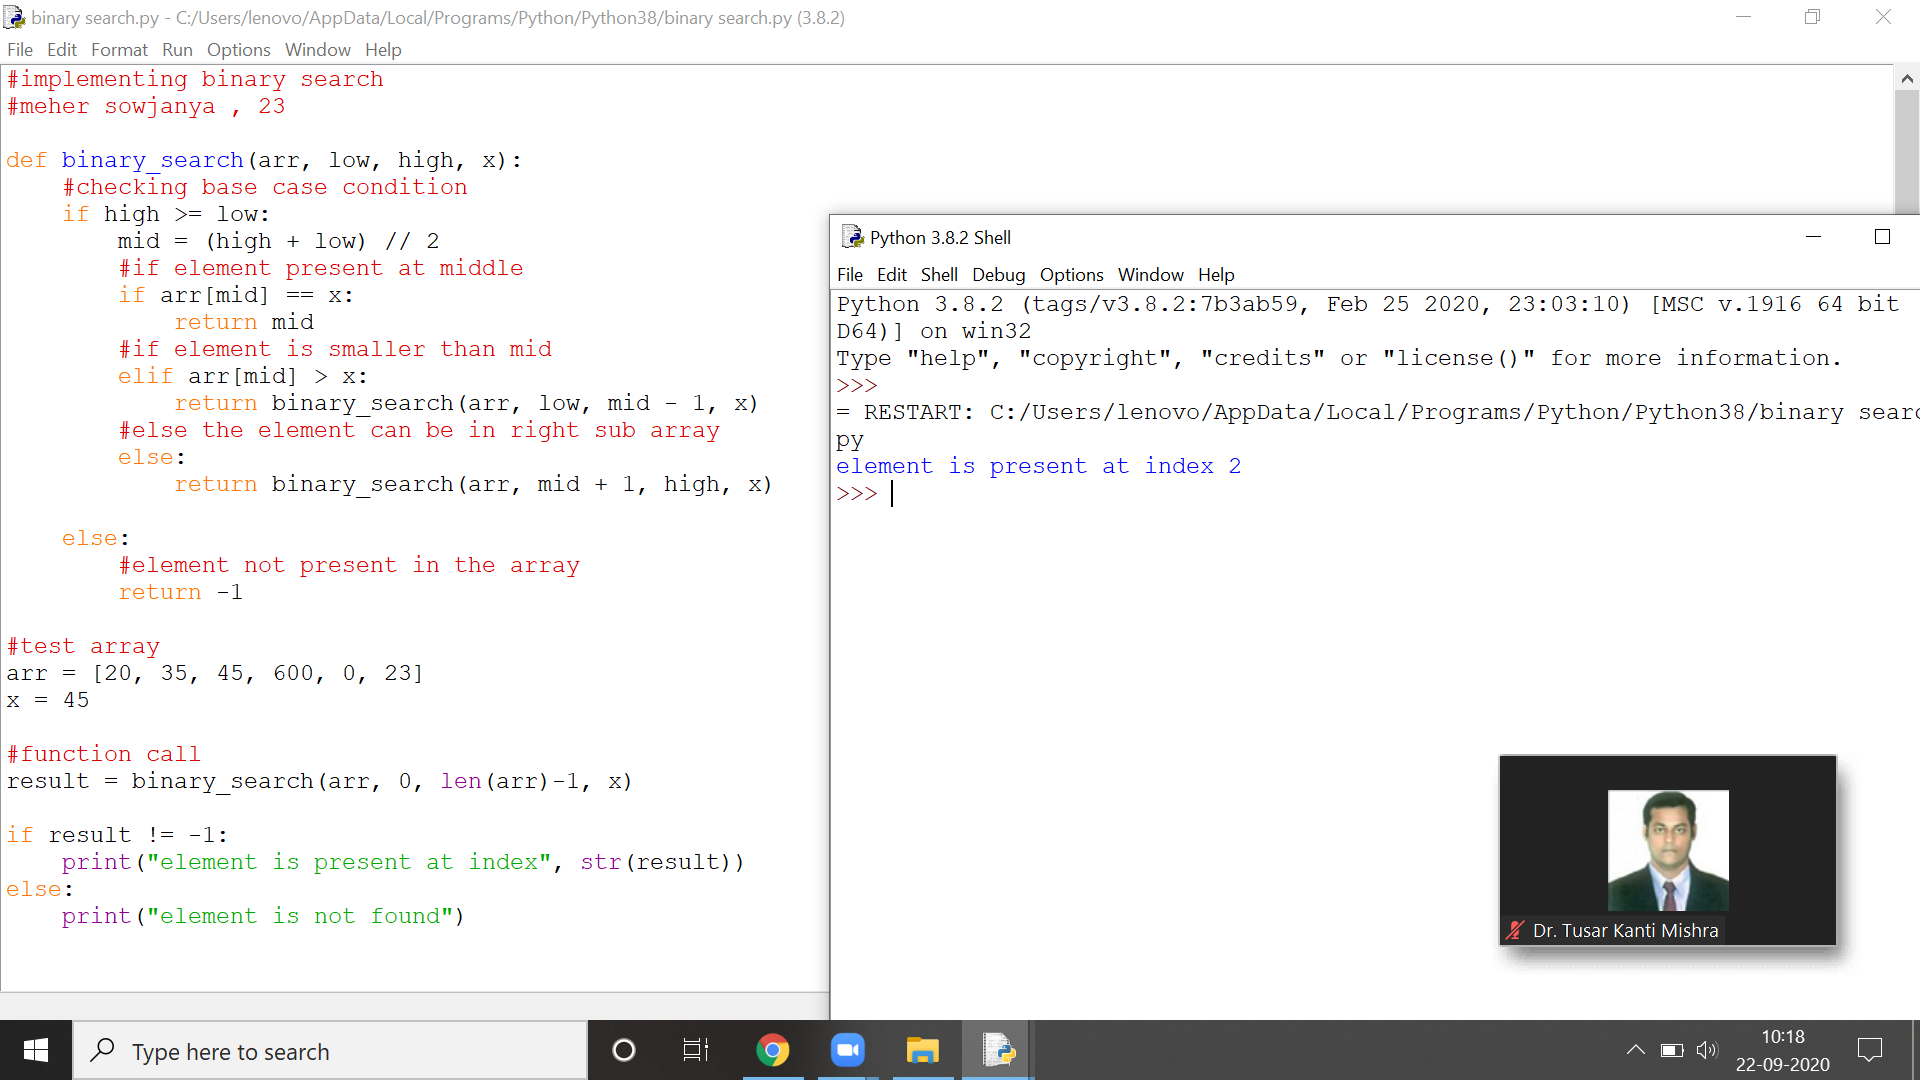 binary search.py - C:/Users/lenovo/AppData/Local/Programs/Python/Python38/binary search.py (3.8.2)
File Edit Format Run Options Window Help
#implementing binary search
#meher sowjanya , 23
def binary_search(arr, low, high, x):
    #checking base case condition
    if high >= low:
        mid = (high + low) // 2
        #if element present at middle
        if arr[mid] == x:
            return mid
        #if element is smaller than mid
        elif arr[mid] > x:
            return binary_search(arr, low, mid - 1, x)
        #else the element can be in right sub array
        else:
            return binary_search(arr, mid + 1, high, x)
    else:
        #element not present in the array
        return -1
#test array
arr = [20, 35, 45, 600, 0, 23]
x = 45
#function call
result = binary_search(arr, 0, len(arr)-1, x)
if result != -1:
    print("element is present at index", str(result))
else:
    print("element is not found")
Python 3.8.2 Shell
File Edit Shell Debug Options Window Help
Python 3.8.2 (tags/v3.8.2:7b3ab59, Feb 25 2020, 23:03:10) [MSC v.1916 64 bit
D64)] on win32
Type "help", "copyright", "credits" or "license()" for more information.
>>>
= RESTART: C:/Users/lenovo/AppData/Local/Programs/Python/Python38/binary searc
py
element is present at index 2
>>>
Dr. Tusar Kanti Mishra
Type here to search
10:18
22-09-2020